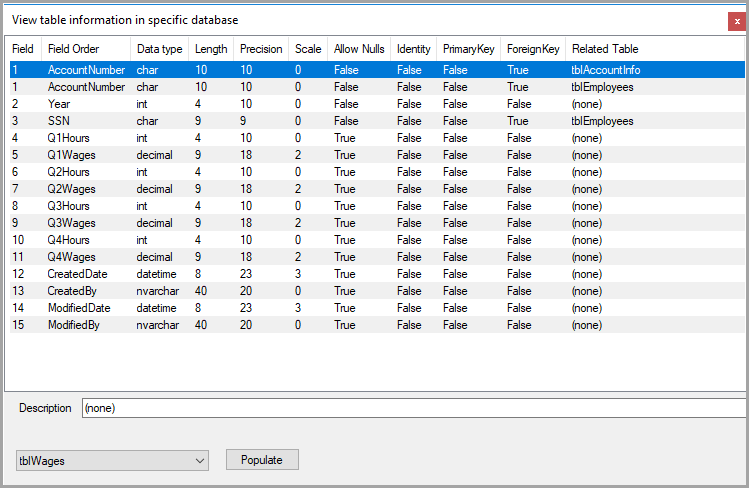 View table information in specific database
x
Field Field Order Data type Length Precision Scale Allow Nulls Identity PrimaryKey ForeignKey Related Table
1 AccountNumber char 10 10 0 False False False True tblAccountInfo
1 AccountNumber char 10 10 0 False False False True tblEmployees
2 Year int 4 10 0 False False False False (none)
3 SSN char 9 9 0 False False False True tblEmployees
4 Q1Hours int 4 10 0 True False False False (none)
5 Q1Wages decimal 9 18 2 True False False False (none)
6 Q2Hours int 4 10 0 True False False False (none)
7 Q2Wages decimal 9 18 2 True False False False (none)
8 Q3Hours int 4 10 0 True False False False (none)
9 Q3Wages decimal 9 18 2 True False False False (none)
10 Q4Hours int 4 10 0 True False False False (none)
11 Q4Wages decimal 9 18 2 True False False False (none)
12 CreatedDate datetime 8 23 3 True False False False (none)
13 CreatedBy nvarchar 40 20 0 True False False False (none)
14 ModifiedDate datetime 8 23 3 True False False False (none)
15 ModifiedBy nvarchar 40 20 0 True False False False (none)
Description (none)
tblWages Populate